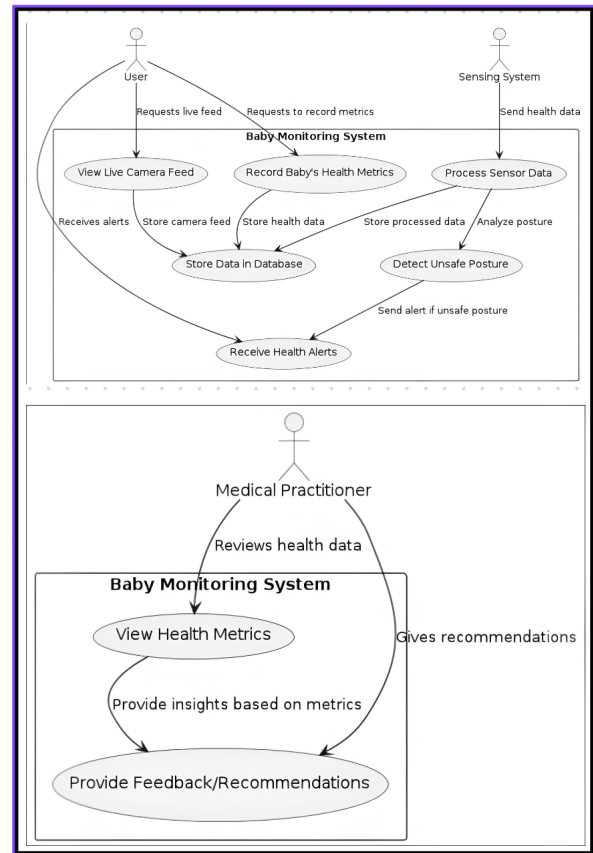 User
Sensing System
Requests live feed
Requests to record metrics
Send health data
Baby Monitoring System
View Live Camera Feed
Record Baby's Health Metrics
Process Sensor Data
Receives alerts
Store camera feed
Store health data
Store processed data
Analyze posture
Store Data in Database
Detect Unsafe Posture
Send alert if unsafe posture
Receive Health Alerts
Medical Practitioner
Reviews health data
Baby Monitoring System
View Health Metrics
Gives recommendations
Provide insights based on metrics
Provide Feedback/Recommendations